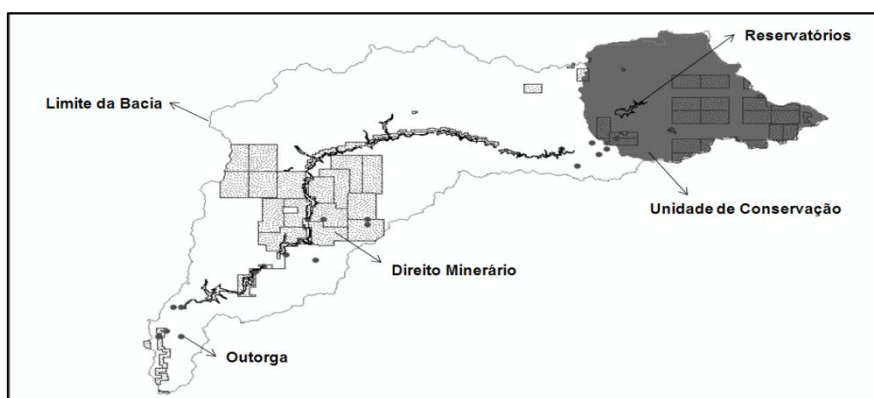 Reservatórios
Limite da Bacia
Unidade de Conservação
Direito Minerário
Outorga